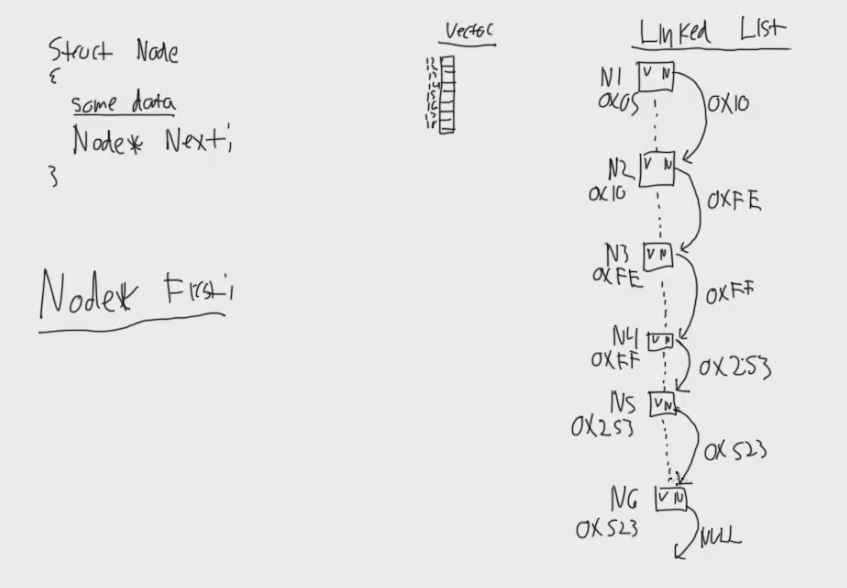 Struct Node
{
some data
Node* Next;
}
Node* First;
Vector
Linked List
N1
V N
0x05
0x10
N2
V N
0x10
0xFE
N3
V N
0xFE
0xFF
N4
V N
0xFF
0x253
N5
V N
0x253
0x523
N6
V N
0x523
NULL